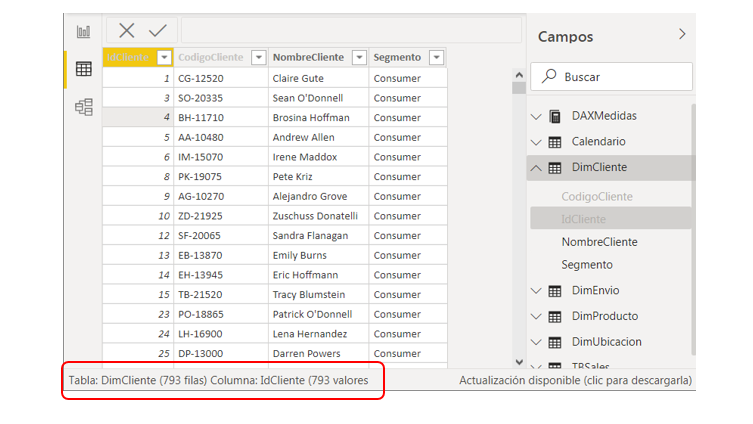 Campos
IdCliente CodigoCliente NombreCliente Segmento
Buscar
1 CG-12520 Claire Gute Consumer
3 SO-20335 Sean O'Donnell Consumer
4 BH-11710 Brosina Hoffman Consumer
5 AA-10480 Andrew Allen Consumer
6 IM-15070 Irene Maddox Consumer
8 PK-19075 Pete Kriz Consumer
9 AG-10270 Alejandro Grove Consumer
10 ZD-21925 Zuschuss Donatelli Consumer
12 SF-20065 Sandra Flanagan Consumer
13 EB-13870 Emily Burns Consumer
14 EH-13945 Eric Hoffmann Consumer
15 TB-21520 Tracy Blumstein Consumer
23 PO-18865 Patrick O'Donnell Consumer
24 LH-16900 Lena Hernandez Consumer
25 DP-13000 Darren Powers Consumer
DAXMedidas
Calendario
DimCliente
CodigoCliente
IdCliente
NombreCliente
Segmento
DimEnvio
DimProducto
DimUbicacion
TBSales
Tabla: DimCliente (793 filas) Columna: IdCliente (793 valores
Actualización disponible (clic para descargarla)